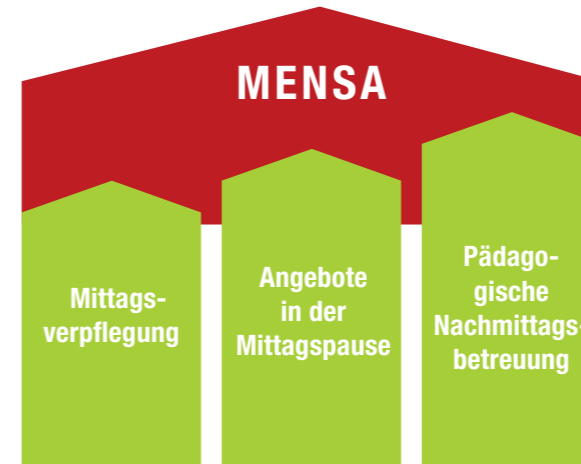 MENSA
Mittags-
verpflegung
Angebote
in der
Mittagspause
Pädago-
gische
Nachmittags-
betreuung